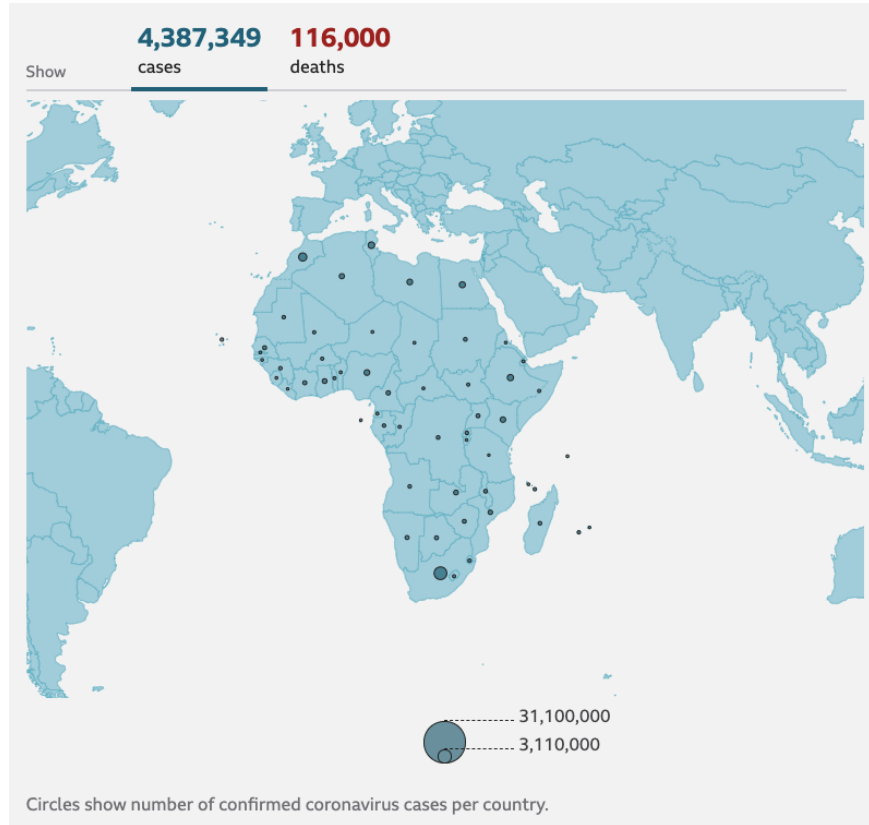 4,387,349 116,000
Show cases deaths
31,100,000
3,110,000
Circles show number of confirmed coronavirus cases per country.